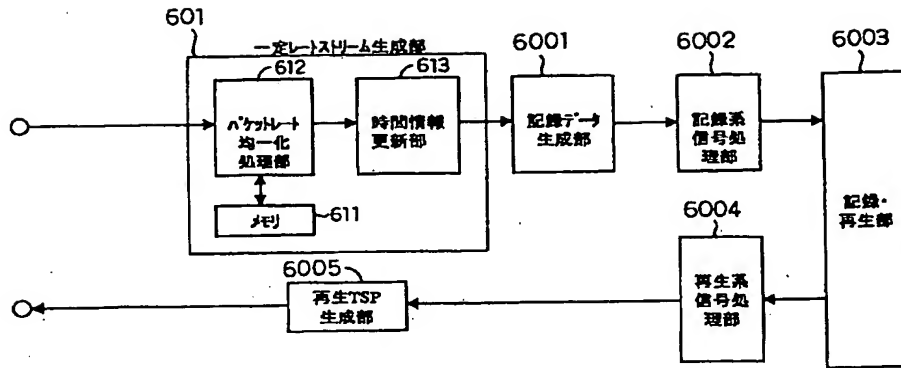 601
一定レートストリーム生成部
612
613
パケットレート
均一化
処理部
時間情報
更新部
メモリ
611
6001
記録データ
生成部
6002
記録系
信号処
理部
6003
記録・
再生部
6004
再生系
信号処
理部
6005
再生TSP
生成部